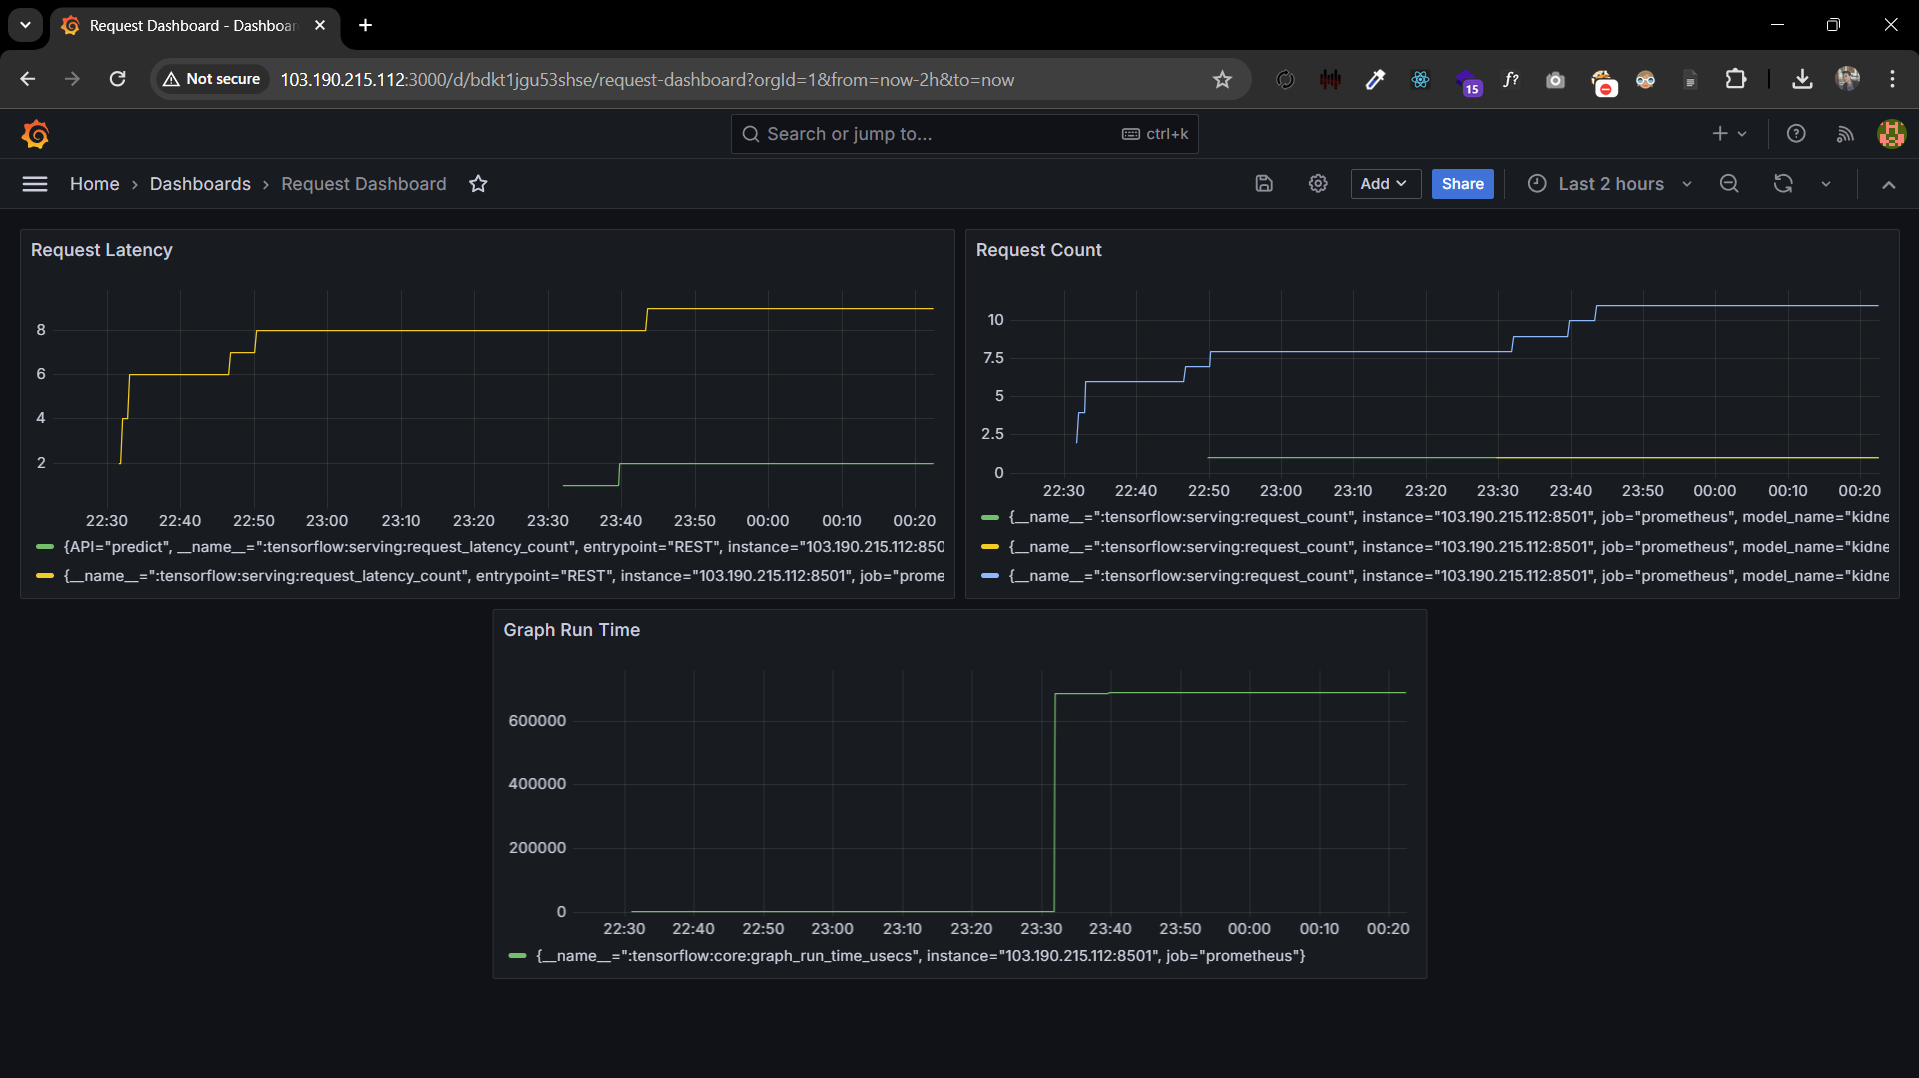 Request Dashboard - Dashboar
Not secure 103.190.215.112:3000/d/bdkt1jgu53shse/request-dashboard?orgId=1&from=now-2h&to=now
15
f?
Search or jump to... ctrl+k
Home › Dashboards › Request Dashboard
Add
Share
Last 2 hours
Request Latency
8
6
4
2
22:30 22:40 22:50 23:00 23:10 23:20 23:30 23:40 23:50 00:00 00:10 00:20
{API="predict", __name__=":tensorflow:serving:request_latency_count", entrypoint="REST", instance="103.190.215.112:850
{__name__=":tensorflow:serving:request_latency_count", entrypoint="REST", instance="103.190.215.112:8501", job="prome
Request Count
10
7.5
5
2.5
0
22:30 22:40 22:50 23:00 23:10 23:20 23:30 23:40 23:50 00:00 00:10 00:20
{__name__=":tensorflow:serving:request_count", instance="103.190.215.112:8501", job="prometheus", model_name="kidne
{__name__=":tensorflow:serving:request_count", instance="103.190.215.112:8501", job="prometheus", model_name="kidne
{__name__=":tensorflow:serving:request_count", instance="103.190.215.112:8501", job="prometheus", model_name="kidne
Graph Run Time
600000
400000
200000
0
22:30 22:40 22:50 23:00 23:10 23:20 23:30 23:40 23:50 00:00 00:10 00:20
{__name__=":tensorflow:core:graph_run_time_usecs", instance="103.190.215.112:8501", job="prometheus"}